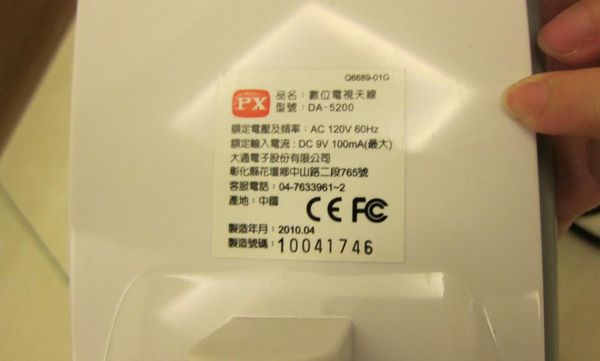 Q6689-01G
PX
品名：數位電視天線
型號：DA-5200
額定電壓及頻率：AC 120V 60Hz
額定輸入電流：DC 9V 100mA(最大)
大通電子股份有限公司
彰化縣花壇鄉中山路二段765號
客服電話：04-7633961~2
產地：中國
CE FC
製造年月：2010.04
製造號碼：10041746